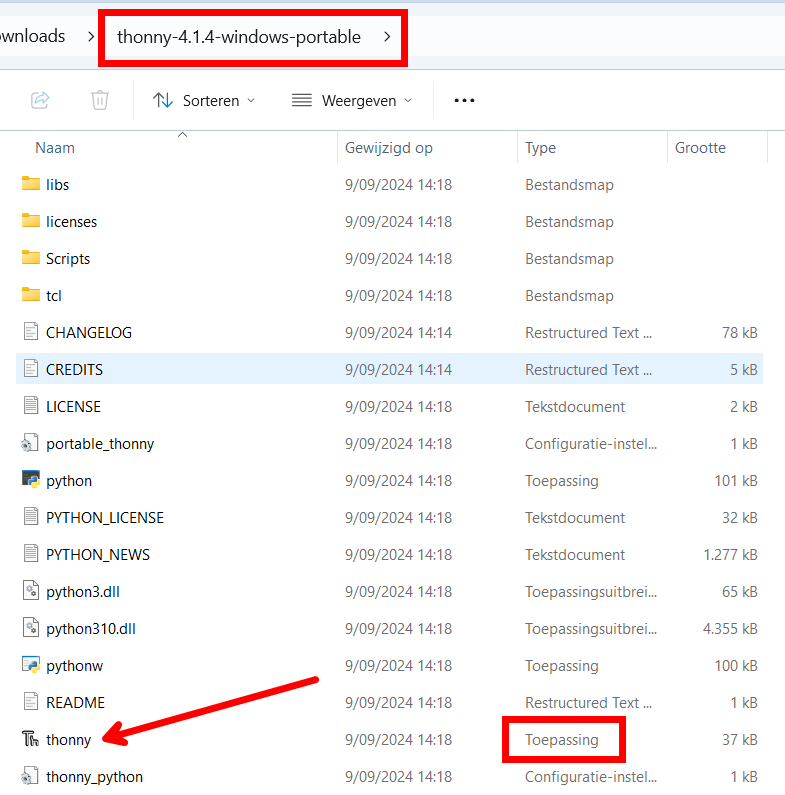 wnloads > thonny-4.1.4-windows-portable >
Sorteren Weergeven ...
Naam Gewijzigd op Type Grootte
libs 9/09/2024 14:18 Bestandsmap
licenses 9/09/2024 14:18 Bestandsmap
Scripts 9/09/2024 14:18 Bestandsmap
tcl 9/09/2024 14:18 Bestandsmap
CHANGELOG 9/09/2024 14:14 Restructured Text ... 78 kB
CREDITS 9/09/2024 14:14 Restructured Text ... 5 kB
LICENSE 9/09/2024 14:18 Tekstdocument 2 kB
portable_thonny 9/09/2024 14:18 Configuratie-instel... 1 kB
python 9/09/2024 14:18 Toepassing 101 kB
PYTHON_LICENSE 9/09/2024 14:18 Tekstdocument 32 kB
PYTHON_NEWS 9/09/2024 14:18 Tekstdocument 1.277 kB
python3.dll 9/09/2024 14:18 Toepassingsuitbrei... 65 kB
python310.dll 9/09/2024 14:18 Toepassingsuitbrei... 4.355 kB
pythonw 9/09/2024 14:18 Toepassing 100 kB
README 9/09/2024 14:18 Restructured Text ... 1 kB
Th thonny 9/09/2024 14:18 Toepassing 37 kB
thonny_python 9/09/2024 14:18 Configuratie-instel... 1 kB